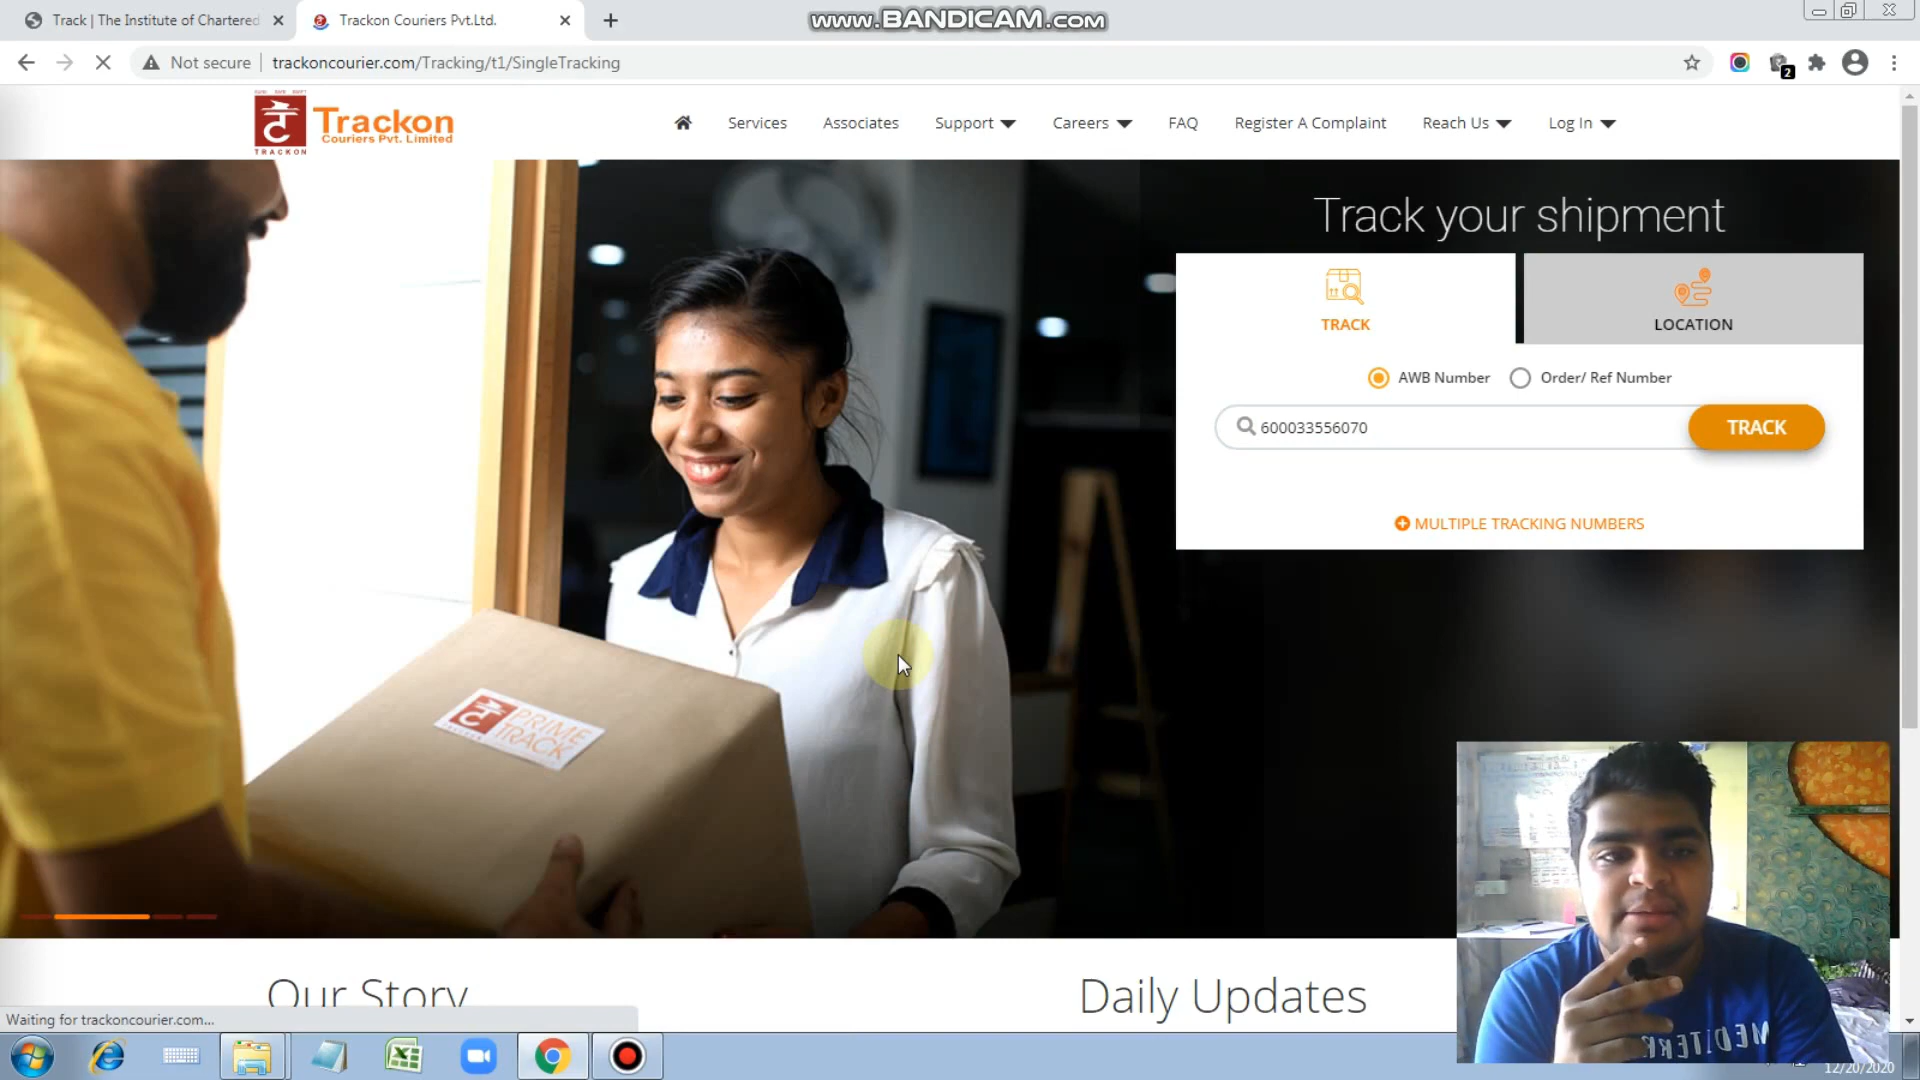 Track | The Institute of Chartered
Trackon Couriers Pvt.Ltd.
www.BANDICAM.com
Not secure
trackoncourier.com/Tracking/t1/SingleTracking
2
Trackon
Couriers Pvt. Limited
TRACKON
Services
Associates
Support
Careers
FAQ
Register A Complaint
Reach Us
Log In
Track your shipment
TRACK
LOCATION
AWB Number
Order/ Ref Number
600033556070
TRACK
MULTIPLE TRACKING NUMBERS
PRIME
TRACK
Our Story
Daily Updates
Waiting for trackoncourier.com...
12/20/2020